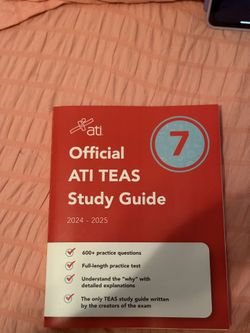 ati
7
Official
ATI TEAS
Study Guide
2024 - 2025
600+ practice questions
Full-length practice test
Understand the "why" with
detailed explanations
The only TEAS study guide written
by the creators of the exam